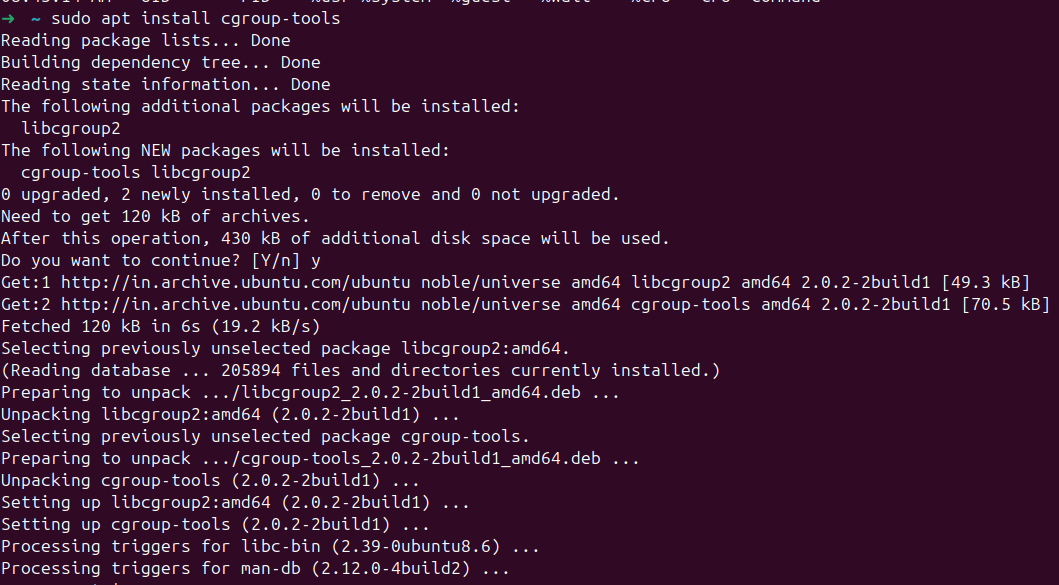 ➜  ~ sudo apt install cgroup-tools
Reading package lists... Done
Building dependency tree... Done
Reading state information... Done
The following additional packages will be installed:
  libcgroup2
The following NEW packages will be installed:
  cgroup-tools libcgroup2
0 upgraded, 2 newly installed, 0 to remove and 0 not upgraded.
Need to get 120 kB of archives.
After this operation, 430 kB of additional disk space will be used.
Do you want to continue? [Y/n] y
Get:1 http://in.archive.ubuntu.com/ubuntu noble/universe amd64 libcgroup2 amd64 2.0.2-2build1 [49.3 kB]
Get:2 http://in.archive.ubuntu.com/ubuntu noble/universe amd64 cgroup-tools amd64 2.0.2-2build1 [70.5 kB]
Fetched 120 kB in 6s (19.2 kB/s)
Selecting previously unselected package libcgroup2:amd64.
(Reading database ... 205894 files and directories currently installed.)
Preparing to unpack .../libcgroup2_2.0.2-2build1_amd64.deb ...
Unpacking libcgroup2:amd64 (2.0.2-2build1) ...
Selecting previously unselected package cgroup-tools.
Preparing to unpack .../cgroup-tools_2.0.2-2build1_amd64.deb ...
Unpacking cgroup-tools (2.0.2-2build1) ...
Setting up libcgroup2:amd64 (2.0.2-2build1) ...
Setting up cgroup-tools (2.0.2-2build1) ...
Processing triggers for libc-bin (2.39-0ubuntu8.6) ...
Processing triggers for man-db (2.12.0-4build2) ...